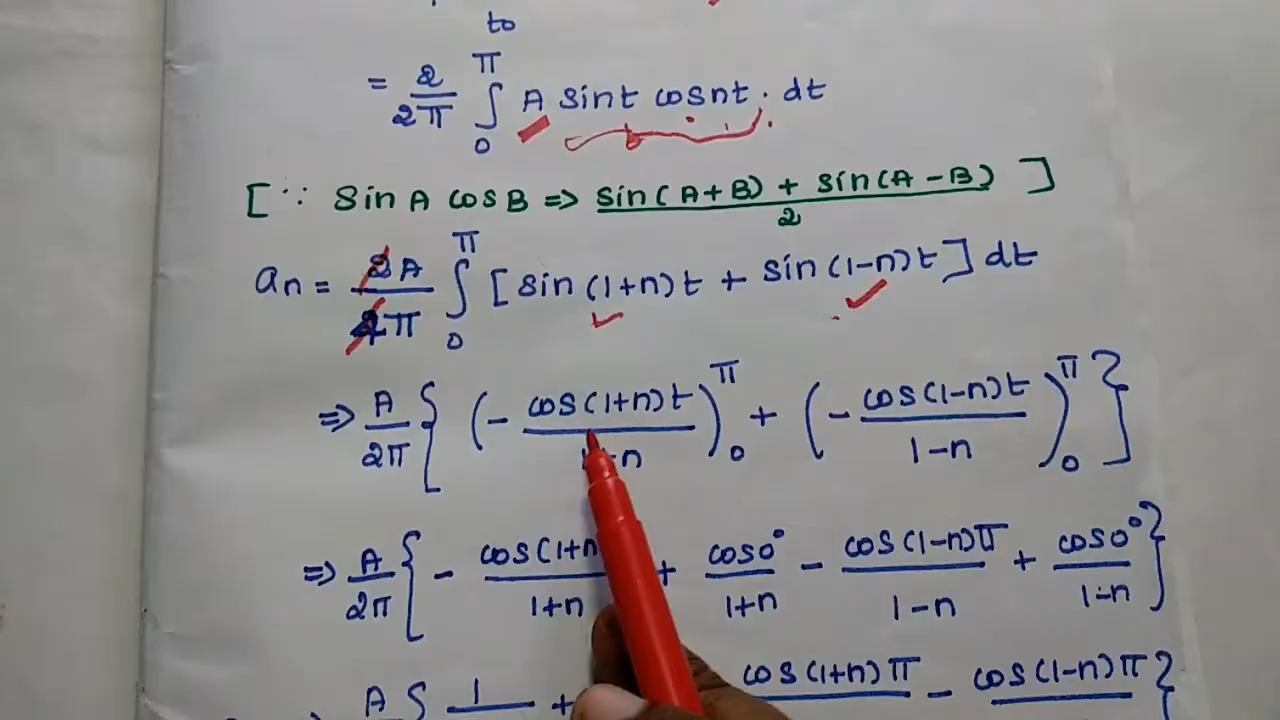 to
= 2/2π ∫₀^π A sint cosnt . dt
[ ∵ Sin A cos B => sin(A+B) + sin(A-B)/2 ]
an = 2A/2π ∫₀^π [sin(1+n)t + sin(1-n)t] dt
=> A/2π { (- cos(1+n)t/1+n)₀^π + (- cos(1-n)t/1-n)₀^π }
=> A/2π { - cos(1+n/1+n + cos0°/1+n - cos(1-n)π/1-n + cos0°/1-n }
A { 1 + cos(1+n)π - cos(1-n)π }